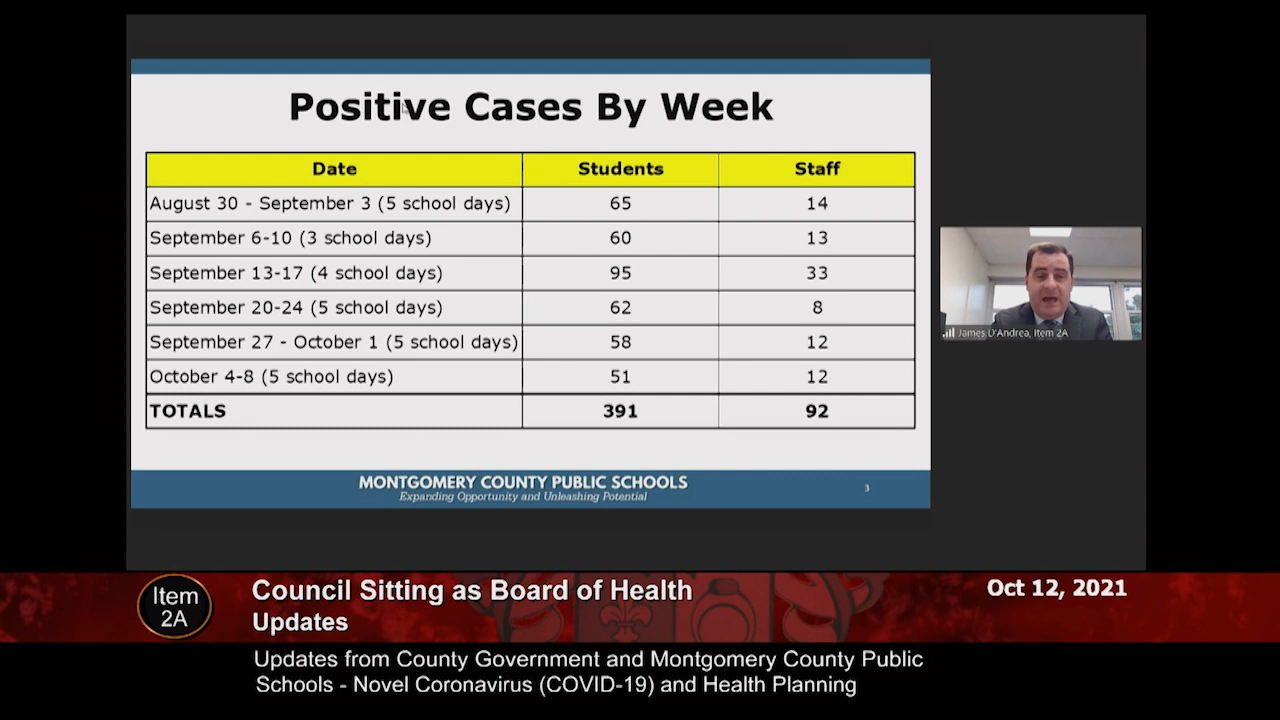 Positive Cases By Week
Date Students Staff
August 30 - September 3 (5 school days) 65 14
September 6-10 (3 school days) 60 13
September 13-17 (4 school days) 95 33
September 20-24 (5 school days) 62 8
September 27 - October 1 (5 school days) 58 12
October 4-8 (5 school days) 51 12
TOTALS 391 92
MONTGOMERY COUNTY PUBLIC SCHOOLS
Expanding Opportunity and Unleashing Potential
3
James D'Andrea, Item 2A
Item
2A
Council Sitting as Board of Health
Updates
Oct 12, 2021
Updates from County Government and Montgomery County Public
Schools - Novel Coronavirus (COVID-19) and Health Planning